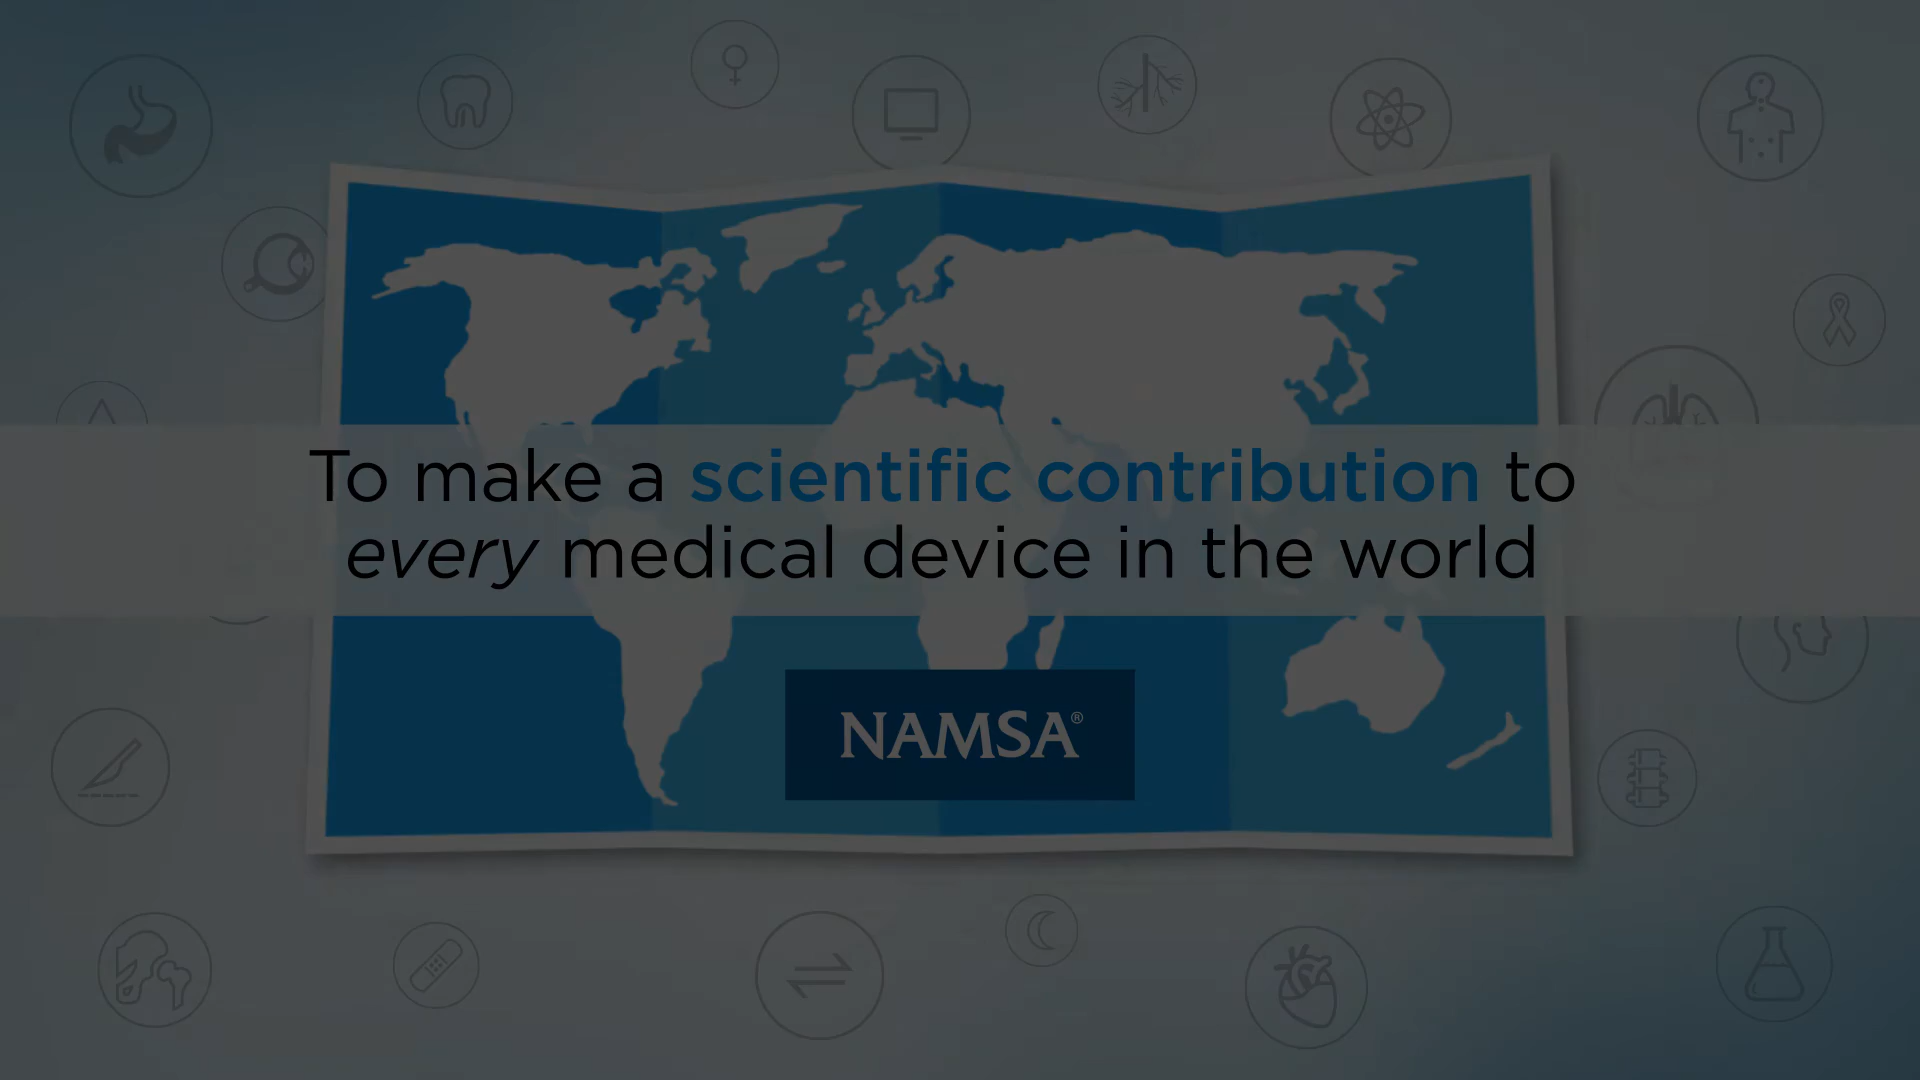 To make a scientific contribution to
every medical device in the world
NAMSA®